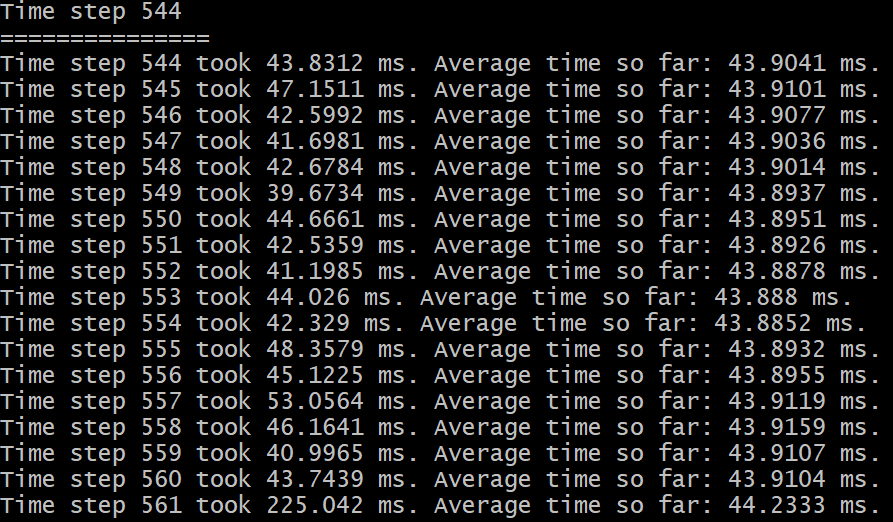 Time step 544
===============
Time step 544 took 43.8312 ms. Average time so far: 43.9041 ms.
Time step 545 took 47.1511 ms. Average time so far: 43.9101 ms.
Time step 546 took 42.5992 ms. Average time so far: 43.9077 ms.
Time step 547 took 41.6981 ms. Average time so far: 43.9036 ms.
Time step 548 took 42.6784 ms. Average time so far: 43.9014 ms.
Time step 549 took 39.6734 ms. Average time so far: 43.8937 ms.
Time step 550 took 44.6661 ms. Average time so far: 43.8951 ms.
Time step 551 took 42.5359 ms. Average time so far: 43.8926 ms.
Time step 552 took 41.1985 ms. Average time so far: 43.8878 ms.
Time step 553 took 44.026 ms. Average time so far: 43.888 ms.
Time step 554 took 42.329 ms. Average time so far: 43.8852 ms.
Time step 555 took 48.3579 ms. Average time so far: 43.8932 ms.
Time step 556 took 45.1225 ms. Average time so far: 43.8955 ms.
Time step 557 took 53.0564 ms. Average time so far: 43.9119 ms.
Time step 558 took 46.1641 ms. Average time so far: 43.9159 ms.
Time step 559 took 40.9965 ms. Average time so far: 43.9107 ms.
Time step 560 took 43.7439 ms. Average time so far: 43.9104 ms.
Time step 561 took 225.042 ms. Average time so far: 44.2333 ms.